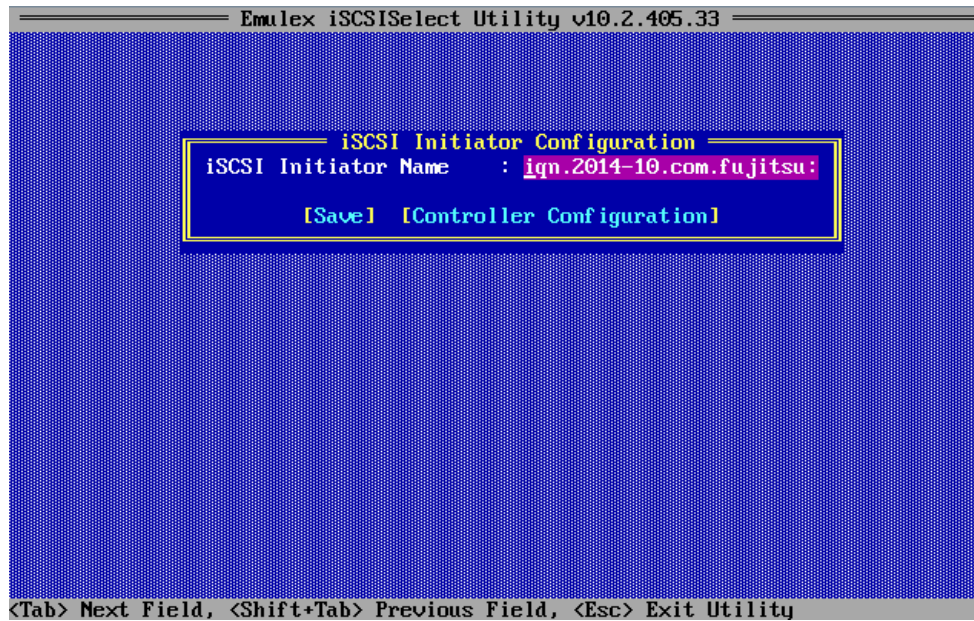 Emulex iSCSISelect Utility v10.2.405.33
iSCSI Initiator Configuration
iSCSI Initiator Name : iqn.2014-10.com.fujitsu:
[Save] [Controller Configuration]
<Tab> Next Field, <Shift+Tab> Previous Field, <Esc> Exit Utility